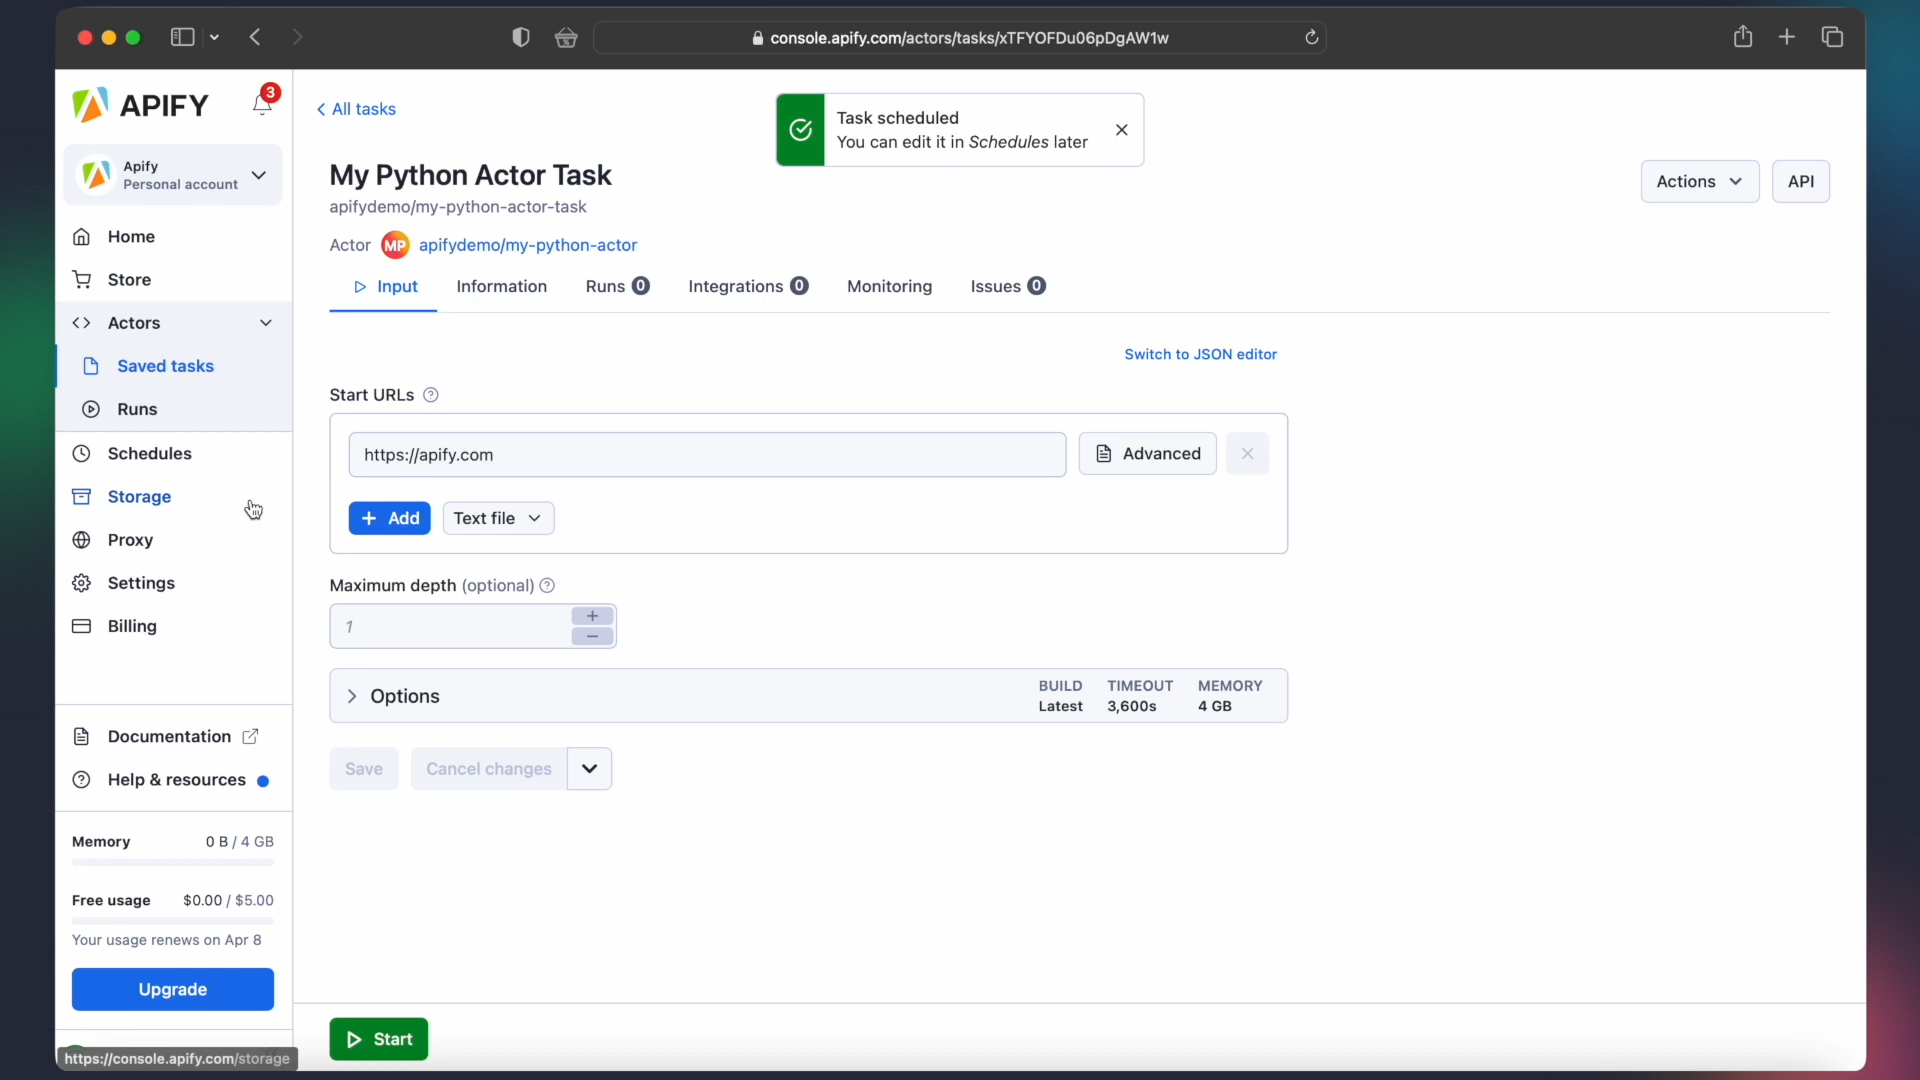 console.apify.com/actors/tasks/xTFYOFDu06pDgAW1w
APIFY
3
Apify
Personal account
Home
Store
Actors
Saved tasks
Runs
Schedules
Storage
Proxy
Settings
Billing
Documentation
Help & resources
Memory 0 B / 4 GB
Free usage $0.00 / $5.00
Your usage renews on Apr 8
Upgrade
https://console.apify.com/storage
All tasks
Task scheduled
You can edit it in Schedules later
My Python Actor Task
apifydemo/my-python-actor-task
Actor MP apifydemo/my-python-actor
Actions
API
Input Information Runs 0 Integrations 0 Monitoring Issues 0
Switch to JSON editor
Start URLs
https://apify.com
Advanced
+ Add Text file
Maximum depth (optional)
1
Options
BUILD TIMEOUT MEMORY
Latest 3,600s 4 GB
Save Cancel changes
Start